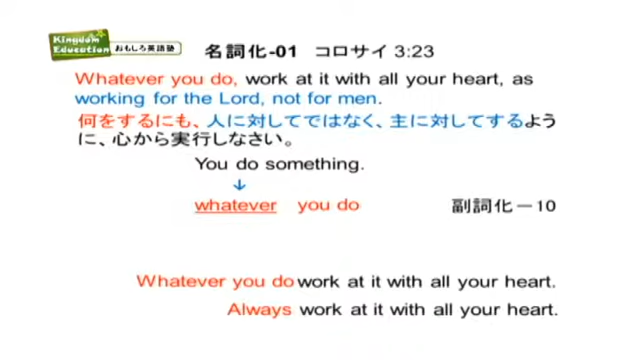 Kingdom
Education
おもしろ英語塾
名詞化-01 コロサイ 3:23
Whatever you do, work at it with all your heart, as
working for the Lord, not for men.
何をするにも、人に対してではなく、主に対してするよう
に、心から実行しなさい。
You do something.
↓
whatever you do
副詞化－10
Whatever you do work at it with all your heart.
Always work at it with all your heart.